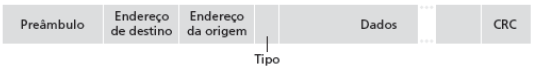 Preâmbulo
Endereço
de destino
Endereço
da origem
Dados
CRC
Tipo